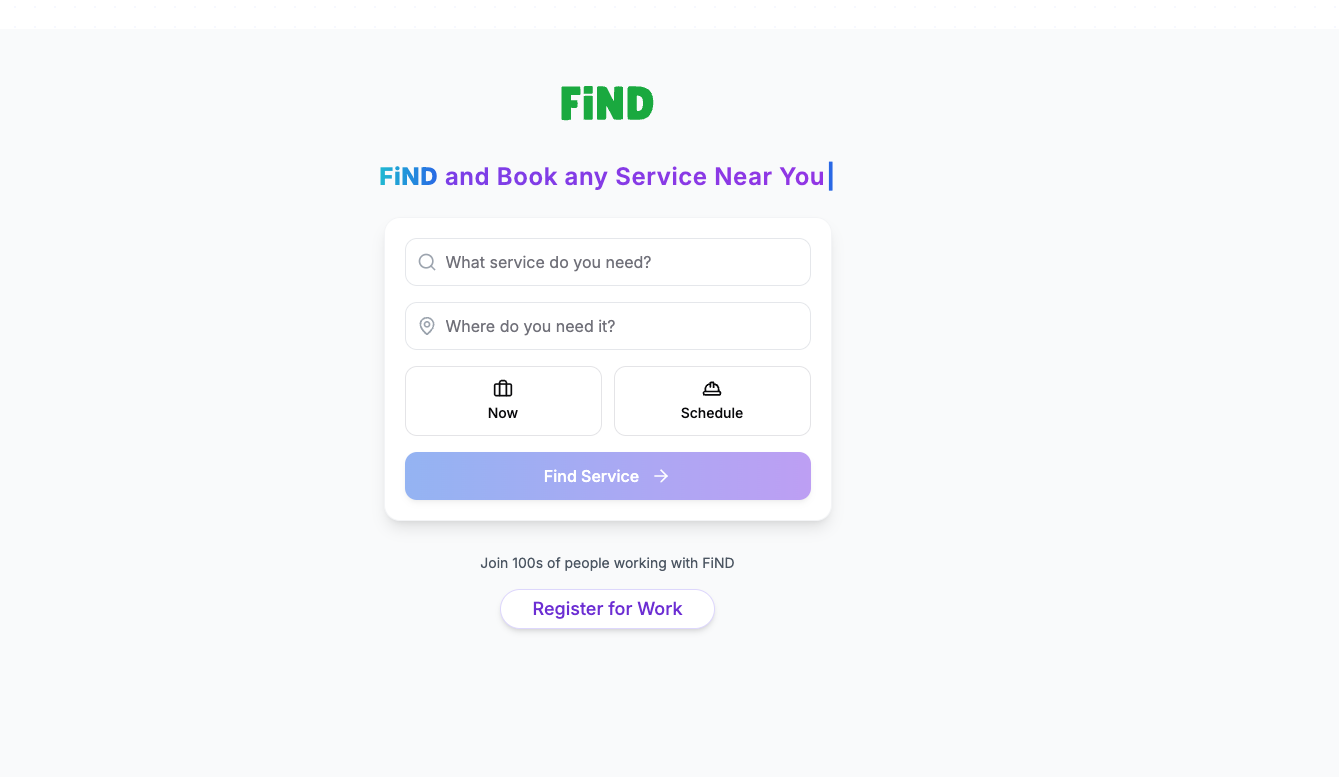 FiND
FiND and Book any Service Near You
What service do you need?
Where do you need it?
Now
Schedule
Find Service
Join 100s of people working with FiND
Register for Work